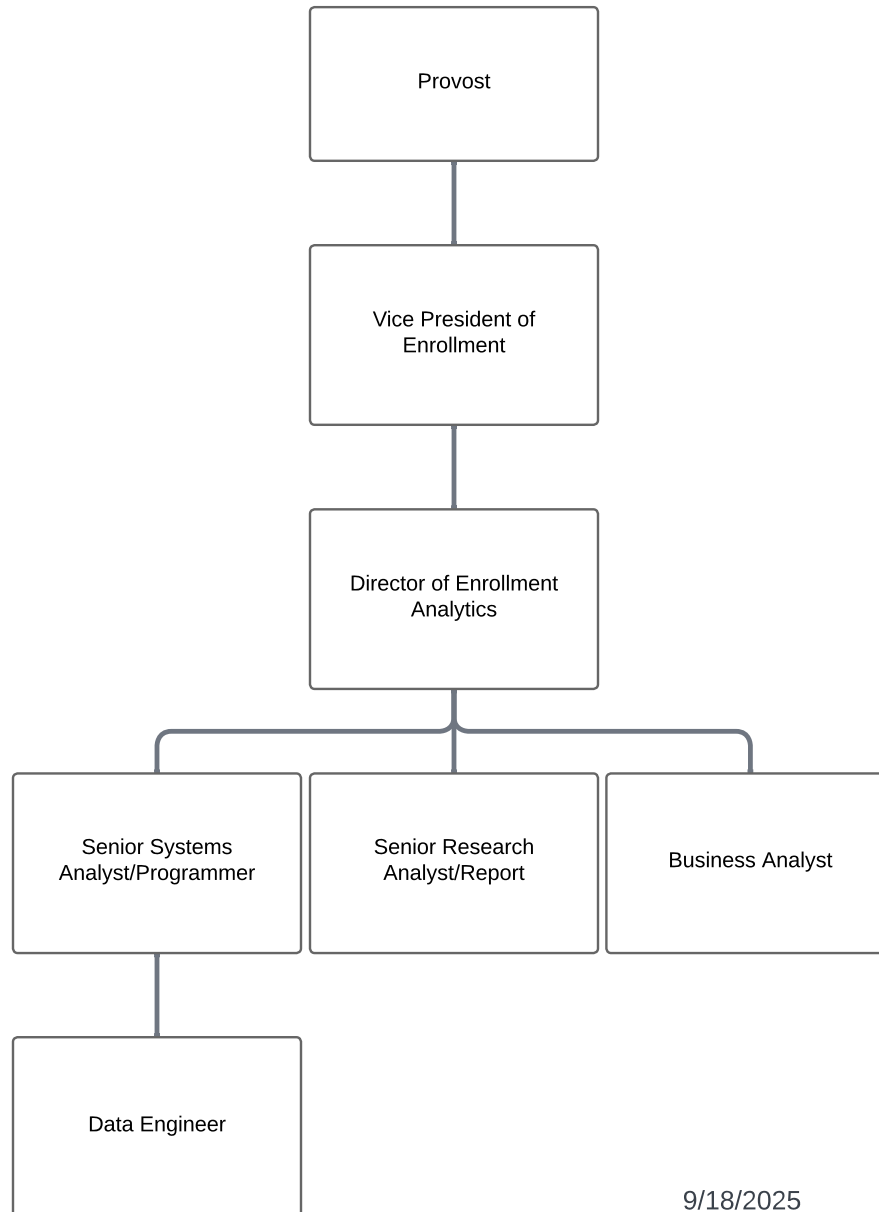 Provost
Vice President of
Enrollment
Director of Enrollment
Analytics
Senior Systems
Analyst/Programmer
Senior Research
Analyst/Report
Business Analyst
Data Engineer
9/18/2025